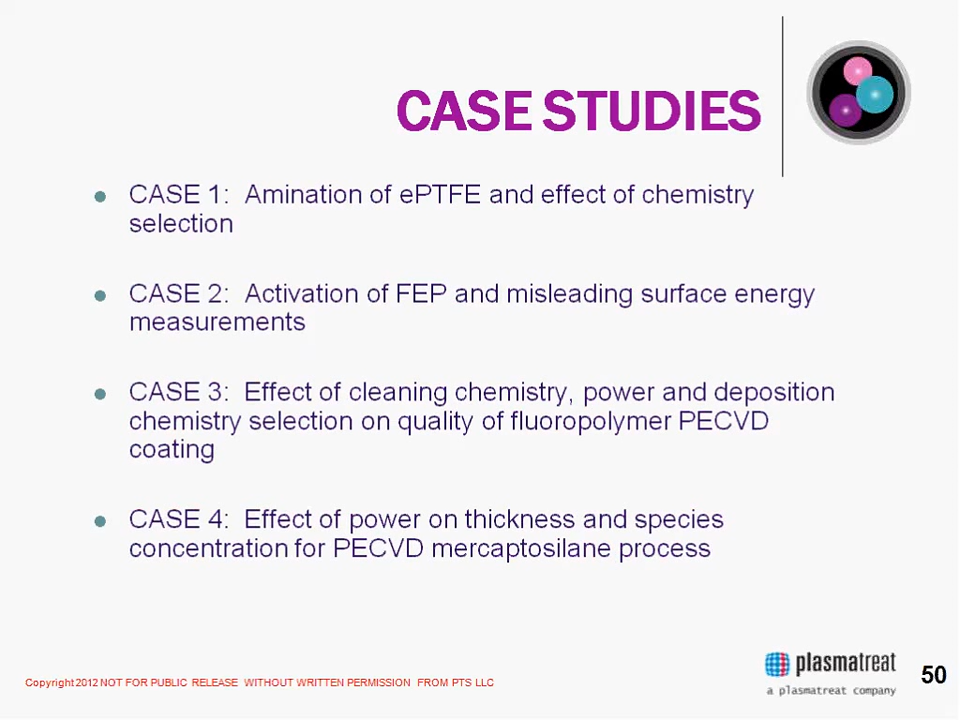 CASE STUDIES
CASE 1: Amination of ePTFE and effect of chemistry
selection
CASE 2: Activation of FEP and misleading surface energy
measurements
CASE 3: Effect of cleaning chemistry, power and deposition
chemistry selection on quality of fluoropolymer PECVD
coating
CASE 4: Effect of power on thickness and species
concentration for PECVD mercaptosilane process
plasmatreat
a plasmatreat company
50
Copyright 2012 NOT FOR PUBLIC RELEASE WITHOUT WRITTEN PERMISSION FROM PTS LLC